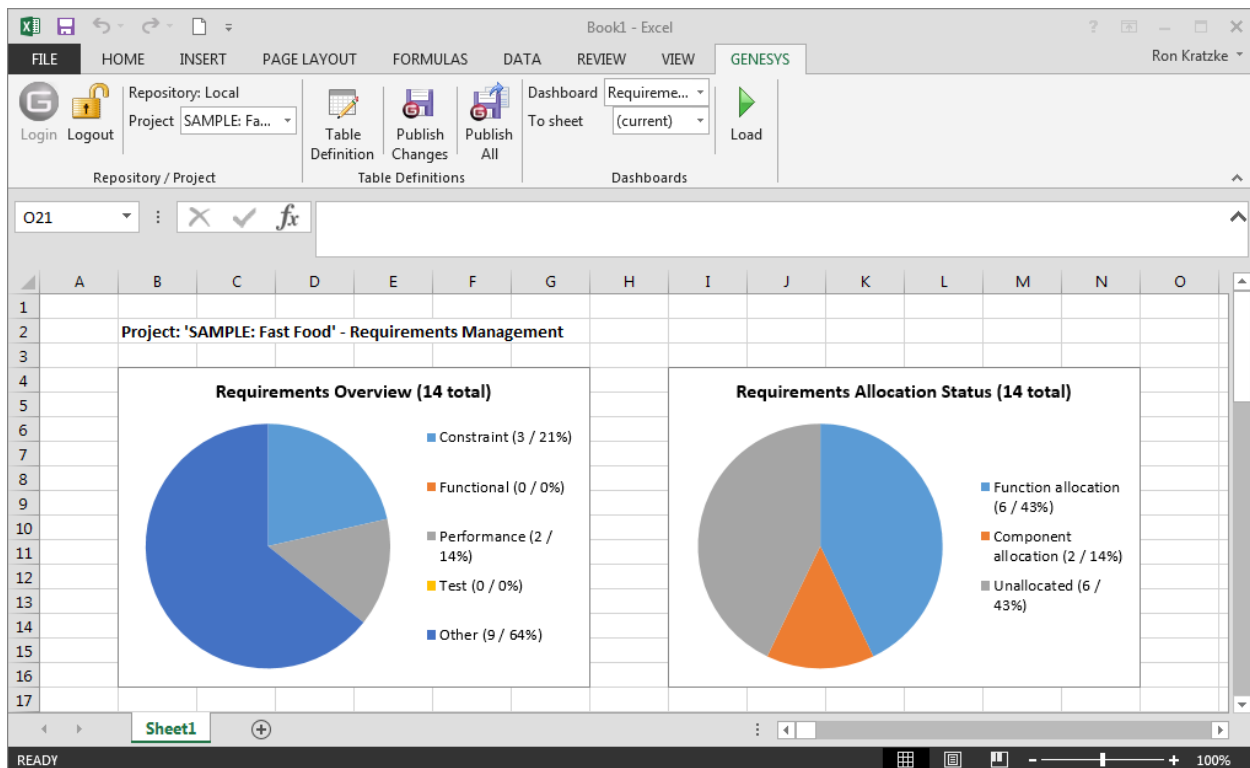 Book1 - Excel
FILE HOME INSERT PAGE LAYOUT FORMULAS DATA REVIEW VIEW GENESYS Ron Kratzke
Login
Logout
Repository: Local
Project SAMPLE: Fa...
Repository / Project
Table
Definition
Publish
Changes
Publish
All
Table Definitions
Dashboard Requireme...
To sheet (current)
Load
Dashboards
O21
fx
A B C D E F G H I J K L M N O
1
2
Project: 'SAMPLE: Fast Food' - Requirements Management
3
4
5
6
7
8
9
10
11
12
13
14
15
16
17
Requirements Overview (14 total)
Constraint (3 / 21%)
Functional (0 / 0%)
Performance (2 /
14%)
Test (0 / 0%)
Other (9 / 64%)
Requirements Allocation Status (14 total)
Function allocation
(6 / 43%)
Component
allocation (2 / 14%)
Unallocated (6 /
43%)
Sheet1
READY
100%